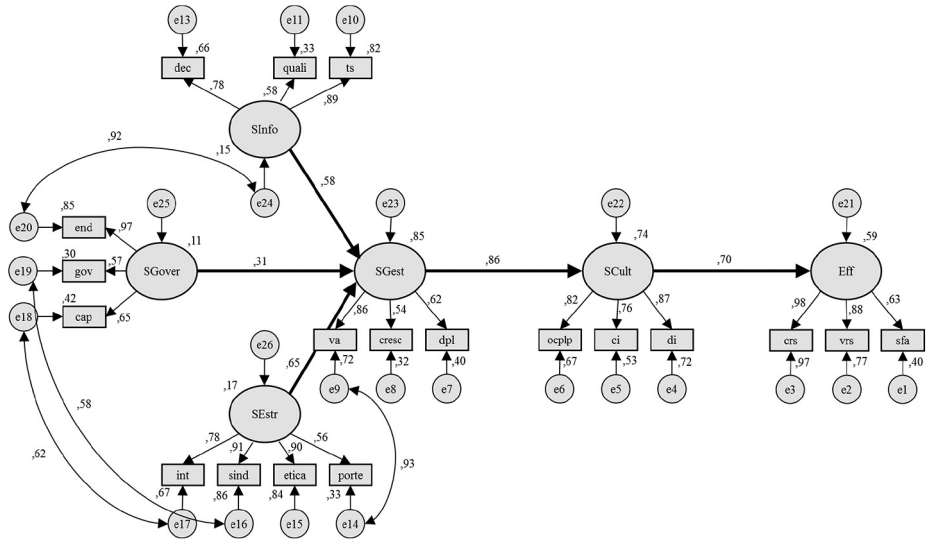 e13 e11 e10
,66 ,33 ,82
dec quali ts
,78 ,58 ,89
SInfo
,92 ,15
,58
e24
e25 e23 e22 e21
,85 ,97 ,11 ,85 ,74 ,59
e20 end
,30 ,57
e19 gov SGover ,31 SGest ,86 SCult ,70 Eff
,42 ,65
e18 cap
,86 ,54 ,62 ,82 ,76 ,87 ,98 ,88 ,63
va cresc dpl ocplp ci di crs vrs sfa
e26 ,65 ,72 ,32 ,40 ,67 ,53 ,72 ,97 ,77 ,40
e9 e8 e7 e6 e5 e4 e3 e2 e1
,17
SEstr
,58
,78 ,91 ,90 ,56
,62 ,93
int sind etica porte
,67 ,86 ,84 ,33
e17 e16 e15 e14